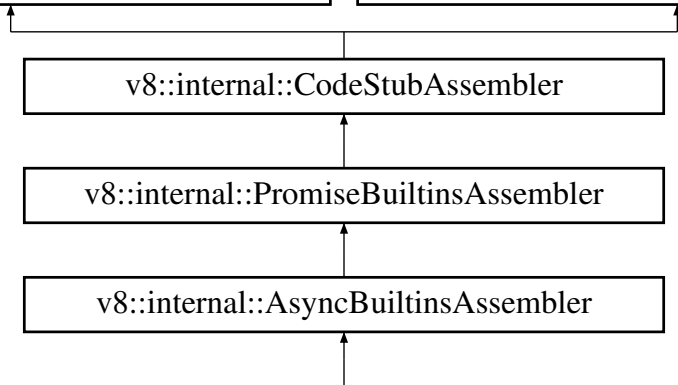 v8::internal::CodeStubAssembler
v8::internal::PromiseBuiltinsAssembler
v8::internal::AsyncBuiltinsAssembler